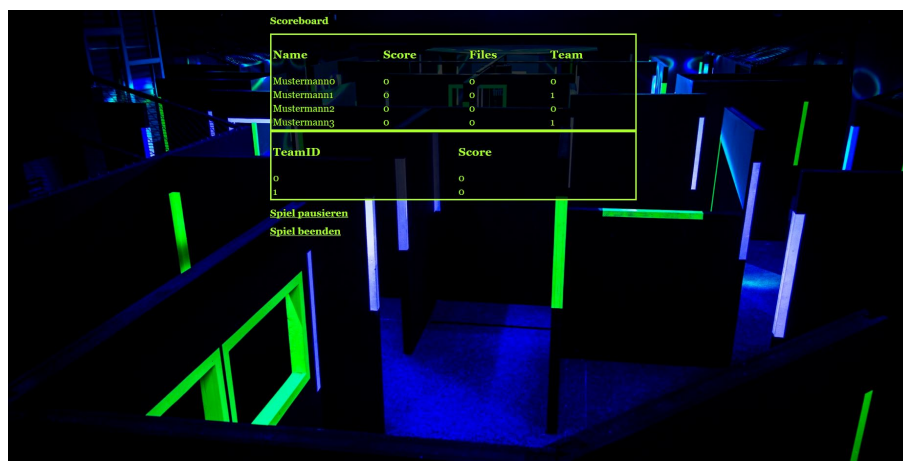 Scoreboard
Name Score Files Team
Mustermann0 0 0 0
Mustermann1 0 0 1
Mustermann2 0 0 0
Mustermann3 0 0 1
TeamID Score
0 0
1 0
Spiel pausieren
Spiel beenden